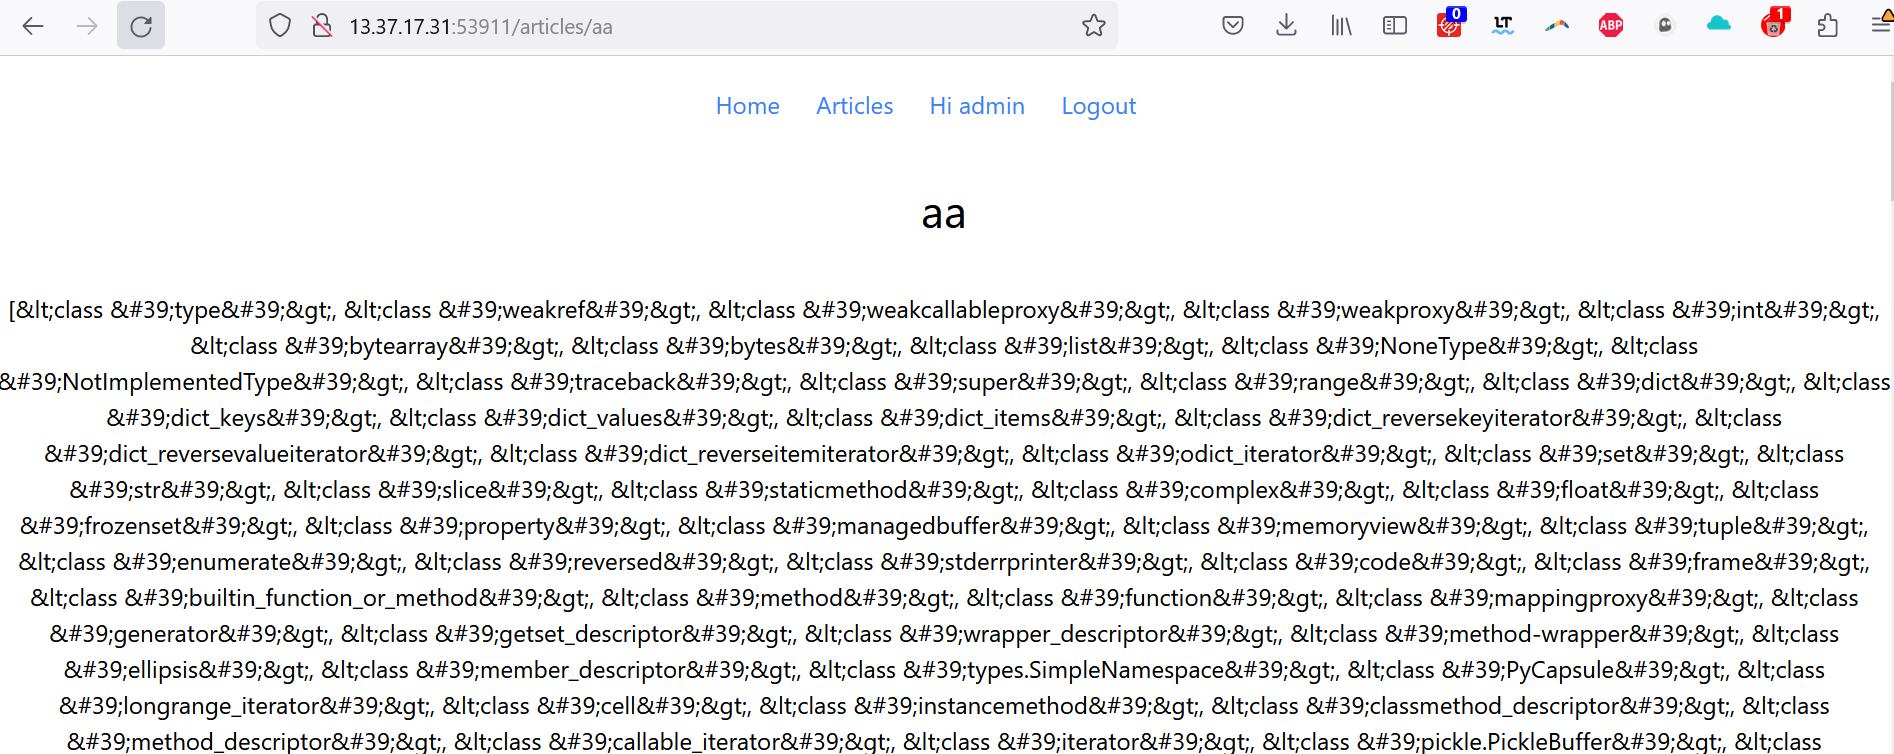 13.37.17.31:53911/articles/aa
0
LT
ABP
1
Home Articles Hi admin Logout
aa
[&lt;class &#39;type&#39;&gt;, &lt;class &#39;weakref&#39;&gt;, &lt;class &#39;weakcallableproxy&#39;&gt;, &lt;class &#39;weakproxy&#39;&gt;, &lt;class &#39;int&#39;&gt;,
&lt;class &#39;bytearray&#39;&gt;, &lt;class &#39;bytes&#39;&gt;, &lt;class &#39;list&#39;&gt;, &lt;class &#39;NoneType&#39;&gt;, &lt;class
&#39;NotImplementedType&#39;&gt;, &lt;class &#39;traceback&#39;&gt;, &lt;class &#39;super&#39;&gt;, &lt;class &#39;range&#39;&gt;, &lt;class &#39;dict&#39;&gt;, &lt;class
&#39;dict_keys&#39;&gt;, &lt;class &#39;dict_values&#39;&gt;, &lt;class &#39;dict_items&#39;&gt;, &lt;class &#39;dict_reversekeyiterator&#39;&gt;, &lt;class
&#39;dict_reversevalueiterator&#39;&gt;, &lt;class &#39;dict_reverseitemiterator&#39;&gt;, &lt;class &#39;odict_iterator&#39;&gt;, &lt;class &#39;set&#39;&gt;, &lt;class
&#39;str&#39;&gt;, &lt;class &#39;slice&#39;&gt;, &lt;class &#39;staticmethod&#39;&gt;, &lt;class &#39;complex&#39;&gt;, &lt;class &#39;float&#39;&gt;, &lt;class
&#39;frozenset&#39;&gt;, &lt;class &#39;property&#39;&gt;, &lt;class &#39;managedbuffer&#39;&gt;, &lt;class &#39;memoryview&#39;&gt;, &lt;class &#39;tuple&#39;&gt;,
&lt;class &#39;enumerate&#39;&gt;, &lt;class &#39;reversed&#39;&gt;, &lt;class &#39;stderrprinter&#39;&gt;, &lt;class &#39;code&#39;&gt;, &lt;class &#39;frame&#39;&gt;,
&lt;class &#39;builtin_function_or_method&#39;&gt;, &lt;class &#39;method&#39;&gt;, &lt;class &#39;function&#39;&gt;, &lt;class &#39;mappingproxy&#39;&gt;, &lt;class
&#39;generator&#39;&gt;, &lt;class &#39;getset_descriptor&#39;&gt;, &lt;class &#39;wrapper_descriptor&#39;&gt;, &lt;class &#39;method-wrapper&#39;&gt;, &lt;class
&#39;ellipsis&#39;&gt;, &lt;class &#39;member_descriptor&#39;&gt;, &lt;class &#39;types.SimpleNamespace&#39;&gt;, &lt;class &#39;PyCapsule&#39;&gt;, &lt;class
&#39;longrange_iterator&#39;&gt;, &lt;class &#39;cell&#39;&gt;, &lt;class &#39;instancemethod&#39;&gt;, &lt;class &#39;classmethod_descriptor&#39;&gt;, &lt;class
&#39;method_descriptor&#39;&gt;, &lt;class &#39;callable_iterator&#39;&gt;, &lt;class &#39;iterator&#39;&gt;, &lt;class &#39;pickle.PickleBuffer&#39;&gt;, &lt;class